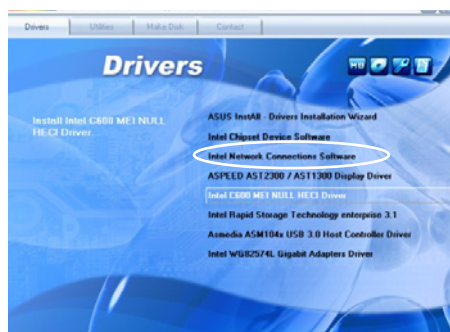 Drivers
Utilities
Make Disk
Contact
Drivers
Install Intel C600 MEI NULL
HECI Driver.
ASUS InstAll - Drivers Installation Wizard
Intel Chipset Device Software
Intel Network Connections Software
ASPEED AST2300 / AST1300 Display Driver
Intel C600 MEI NULL HECI Driver
Intel Rapid Storage Technology enterprise 3.1
Asmedia ASM104x USB 3.0 Host Controller Driver
Intel WG82574L Gigabit Adapters Driver